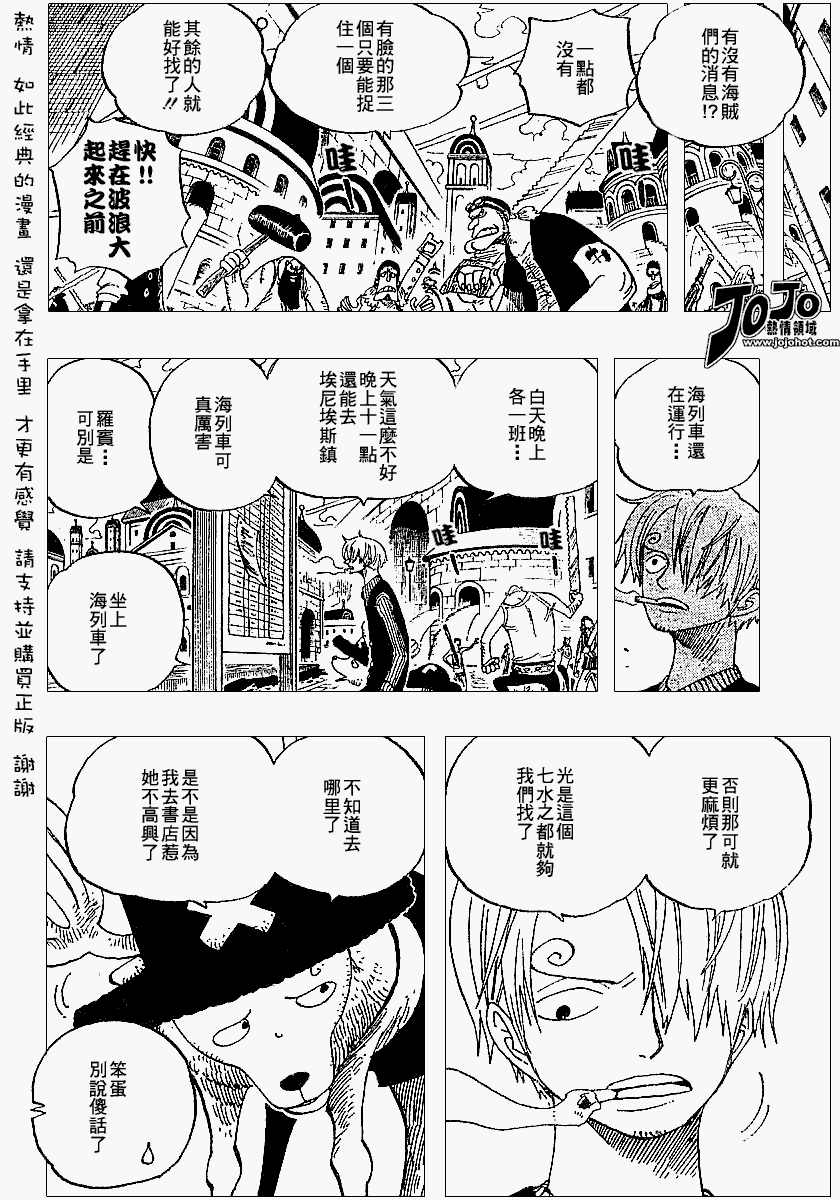 有沒有海賊
們的消息!?
一點都
沒有
哇
有臉的那三
個只要能捉
住一個
其餘的人就
能好找了!!
哇
快!!
趕在波浪大
起來之前
JOJO
熱情領域
www.jojohot.com
海列車還
在運行…
白天晚上
各一班…
天氣這麼不好
晚上十一點
還能去
埃尼埃斯鎮
海列車可
真厲害
羅賓…
可別是
坐上
海列車了
哇
哇
否則那可就
更麻煩了
光是這個
七水之都就夠
我們找了
不知道去
哪里了
是不是因為
我去書店惹
她不高興了
笨蛋
別說傻話了
熱情 如此經典的漫畫 還是拿在手里 才更有感覺 請支持並購買正版 謝謝